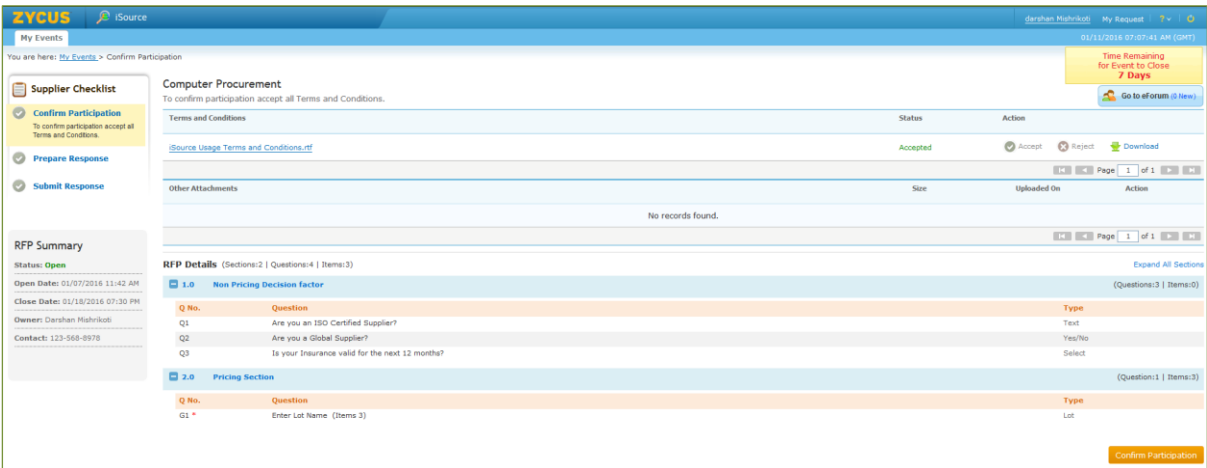 ZYCUS iSource darshan Mishrikoti My Request ?
My Events 01/11/2016 07:07:41 AM (GMT)
You are here: My Events > Confirm Participation
Time Remaining
for Event to Close
7 Days
Go to eForum (0 New)
Supplier Checklist
Confirm Participation
To confirm participation accept all
Terms and Conditions.
Prepare Response
Submit Response
RFP Summary
Status: Open
Open Date: 01/07/2016 11:42 AM
Close Date: 01/18/2016 07:30 PM
Owner: Darshan Mishrikoti
Contact: 123-568-8978
Computer Procurement
To confirm participation accept all Terms and Conditions.
Terms and Conditions Status Action
iSource Usage Terms and Conditions.rtf Accepted Accept Reject Download
Page 1 of 1
Other Attachments Size Uploaded On Action
No records found.
Page 1 of 1
RFP Details (Sections:2 | Questions:4 | Items:3) Expand All Sections
1.0 Non Pricing Decision factor (Questions:3 | Items:0)
Q No. Question Type
Q1 Are you an ISO Certified Supplier? Text
Q2 Are you a Global Supplier? Yes/No
Q3 Is your Insurance valid for the next 12 months? Select
2.0 Pricing Section (Question:1 | Items:3)
Q No. Question Type
G1 * Enter Lot Name (Items 3) Lot
Confirm Participation